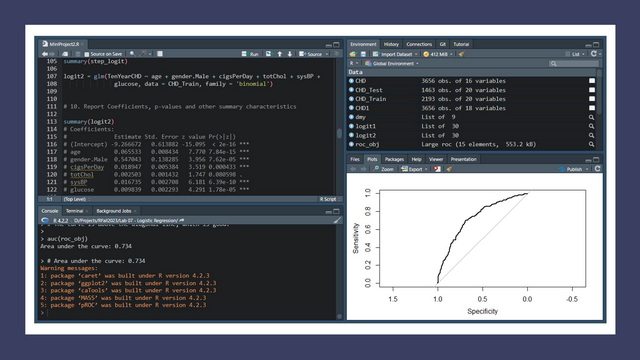 MiniProject2.R
Source on Save
Run
Source
105 summary(step_logit)
106
107 logit2 ~ glm(TenYearCHD ~ age + gender.Male + cigsPerDay + totChol + sysBP +
108 glucose, data = CHD_Train, family = 'binomial')
109
110
111 # 10. Report Coefficients, p-values and other summary characteristics
112
113 summary(logit2)
114 # Coefficients:
115 # Estimate Std. Error z value Pr(>|z|)
116 # (Intercept) -9.266672 0.613882 -15.095 < 2e-16 ***
117 # age 0.065533 0.008434 7.770 7.84e-15 ***
118 # gender.Male 0.547043 0.138285 3.956 7.62e-05 ***
119 # cigsPerDay 0.018947 0.005384 3.519 0.000433 ***
120 # totChol 0.002503 0.001432 1.747 0.080598 .
121 # sysBP 0.016735 0.002708 6.181 6.39e-10 ***
122 # glucose 0.009839 0.002293 4.291 1.78e-05 ***
1:1 (Top Level) R Script
Console Terminal Background Jobs
R 4.2.2
>
> auc(roc_obj)
Area under the curve: 0.734
> # Area under the curve: 0.734
Warning messages:
1: package 'caret' was built under R version 4.2.3
2: package 'ggplot2' was built under R version 4.2.3
3: package 'caTools' was built under R version 4.2.3
4: package 'MASS' was built under R version 4.2.3
5: package 'pROC' was built under R version 4.2.3
>
Environment History Connections Git Tutorial
Import Dataset 412 MiB List
R Global Environment
Data
CHD 3656 obs. of 16 variables
CHD_Test 1463 obs. of 20 variables
CHD_Train 2193 obs. of 20 variables
CHD1 3656 obs. of 18 variables
dmy List of 9
logit1 List of 30
logit2 List of 30
roc_obj Large roc (15 elements, 553.2 kB)
Files Plots Packages Help Viewer Presentation
Zoom Export Publish
Sensitivity
1.0
0.8
0.6
0.4
0.2
0.0
1.5 1.0 0.5 0.0 -0.5
Specificity